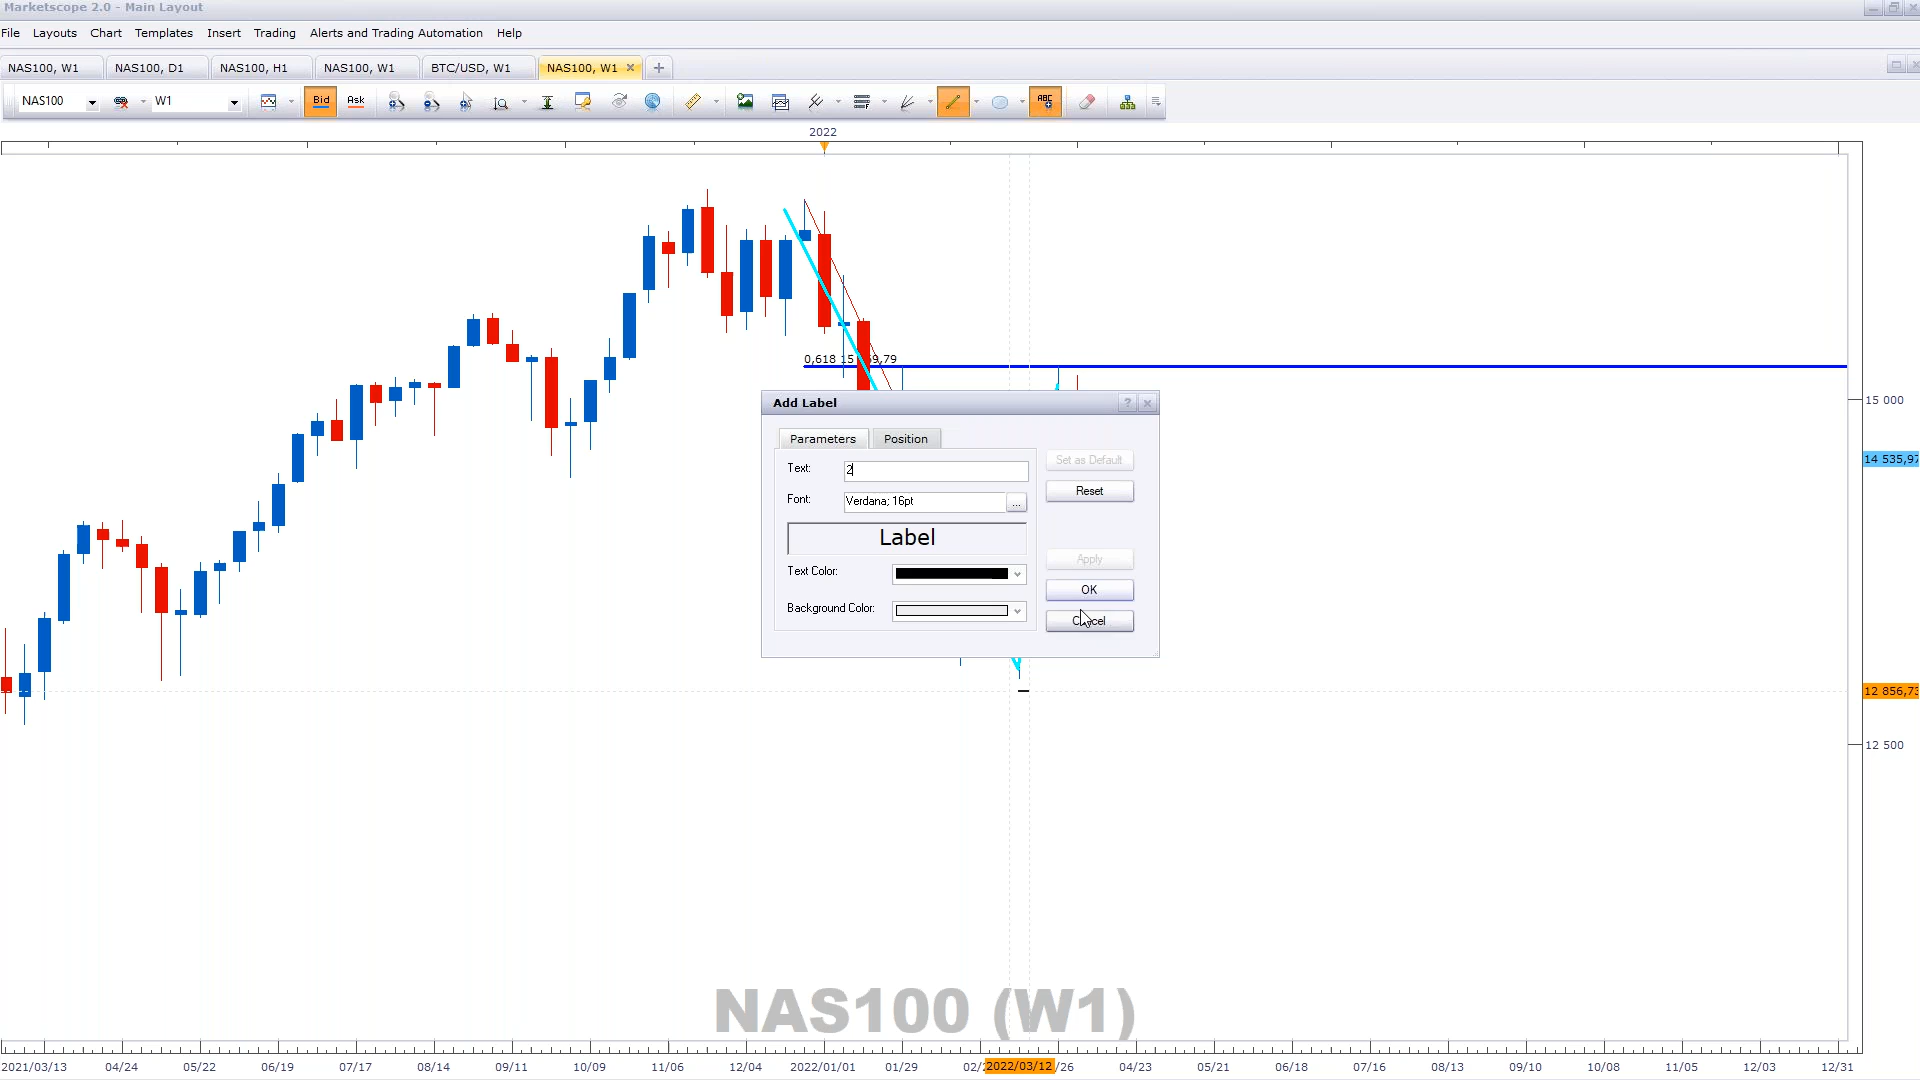 Marketscope 2.0 - Main Layout
File Layouts Chart Templates Insert Trading Alerts and Trading Automation Help
NAS100, W1 NAS100, D1 NAS100, H1 NAS100, W1 BTC/USD, W1 NAS100, W1
NAS100 W1 Bid Ask ABC
2022
0,618 15 9,79
15 000
Add Label
Parameters Position
14 535,97
Text: 2 Set as Default
Font: Verdana; 16pt ... Reset
Label
Apply
Text Color:
OK
Background Color:
Cancel
12 856,73
12 500
NAS100 (W1)
2021/03/13 04/24 05/22 06/19 07/17 08/14 09/11 10/09 11/06 12/04 2022/01/01 01/29 02/ 2022/03/12 /26 04/23 05/21 06/18 07/16 08/13 09/10 10/08 11/05 12/03 12/31